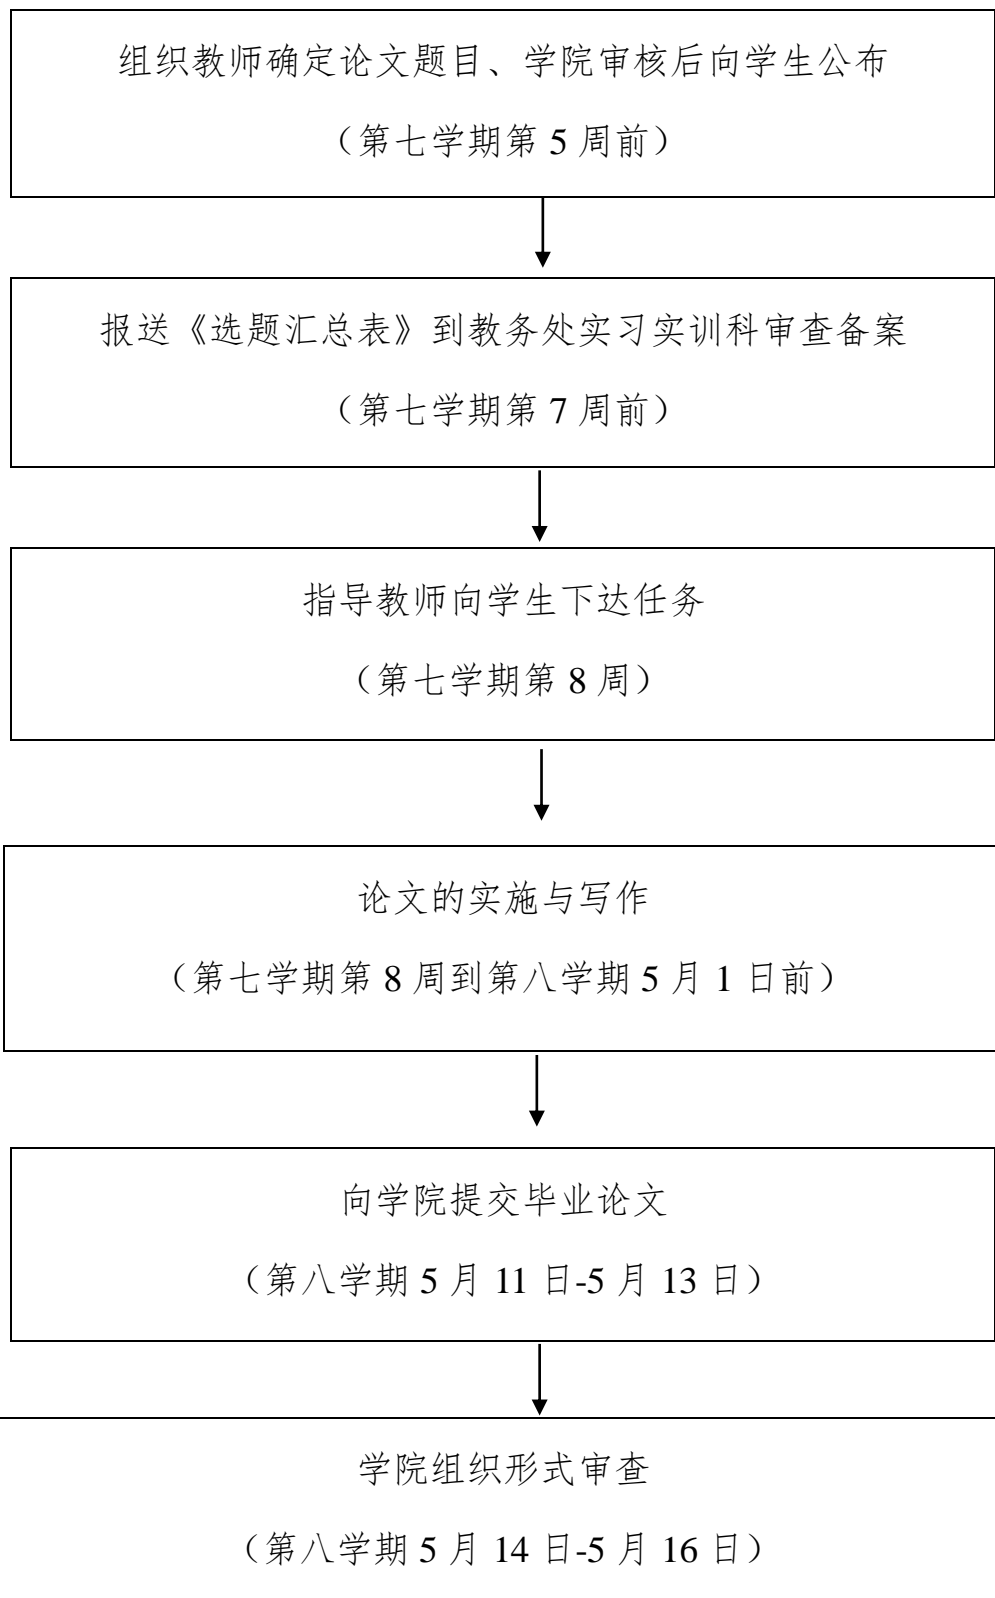 组织教师确定论文题目、学院审核后向学生公布
（第七学期第 5 周前）
报送《选题汇总表》到教务处实习实训科审查备案
（第七学期第 7 周前）
指导教师向学生下达任务
（第七学期第 8 周）
论文的实施与写作
（第七学期第 8 周到第八学期 5 月 1 日前）
向学院提交毕业论文
（第八学期 5 月 11 日-5 月 13 日）
学院组织形式审查
（第八学期 5 月 14 日-5 月 16 日）